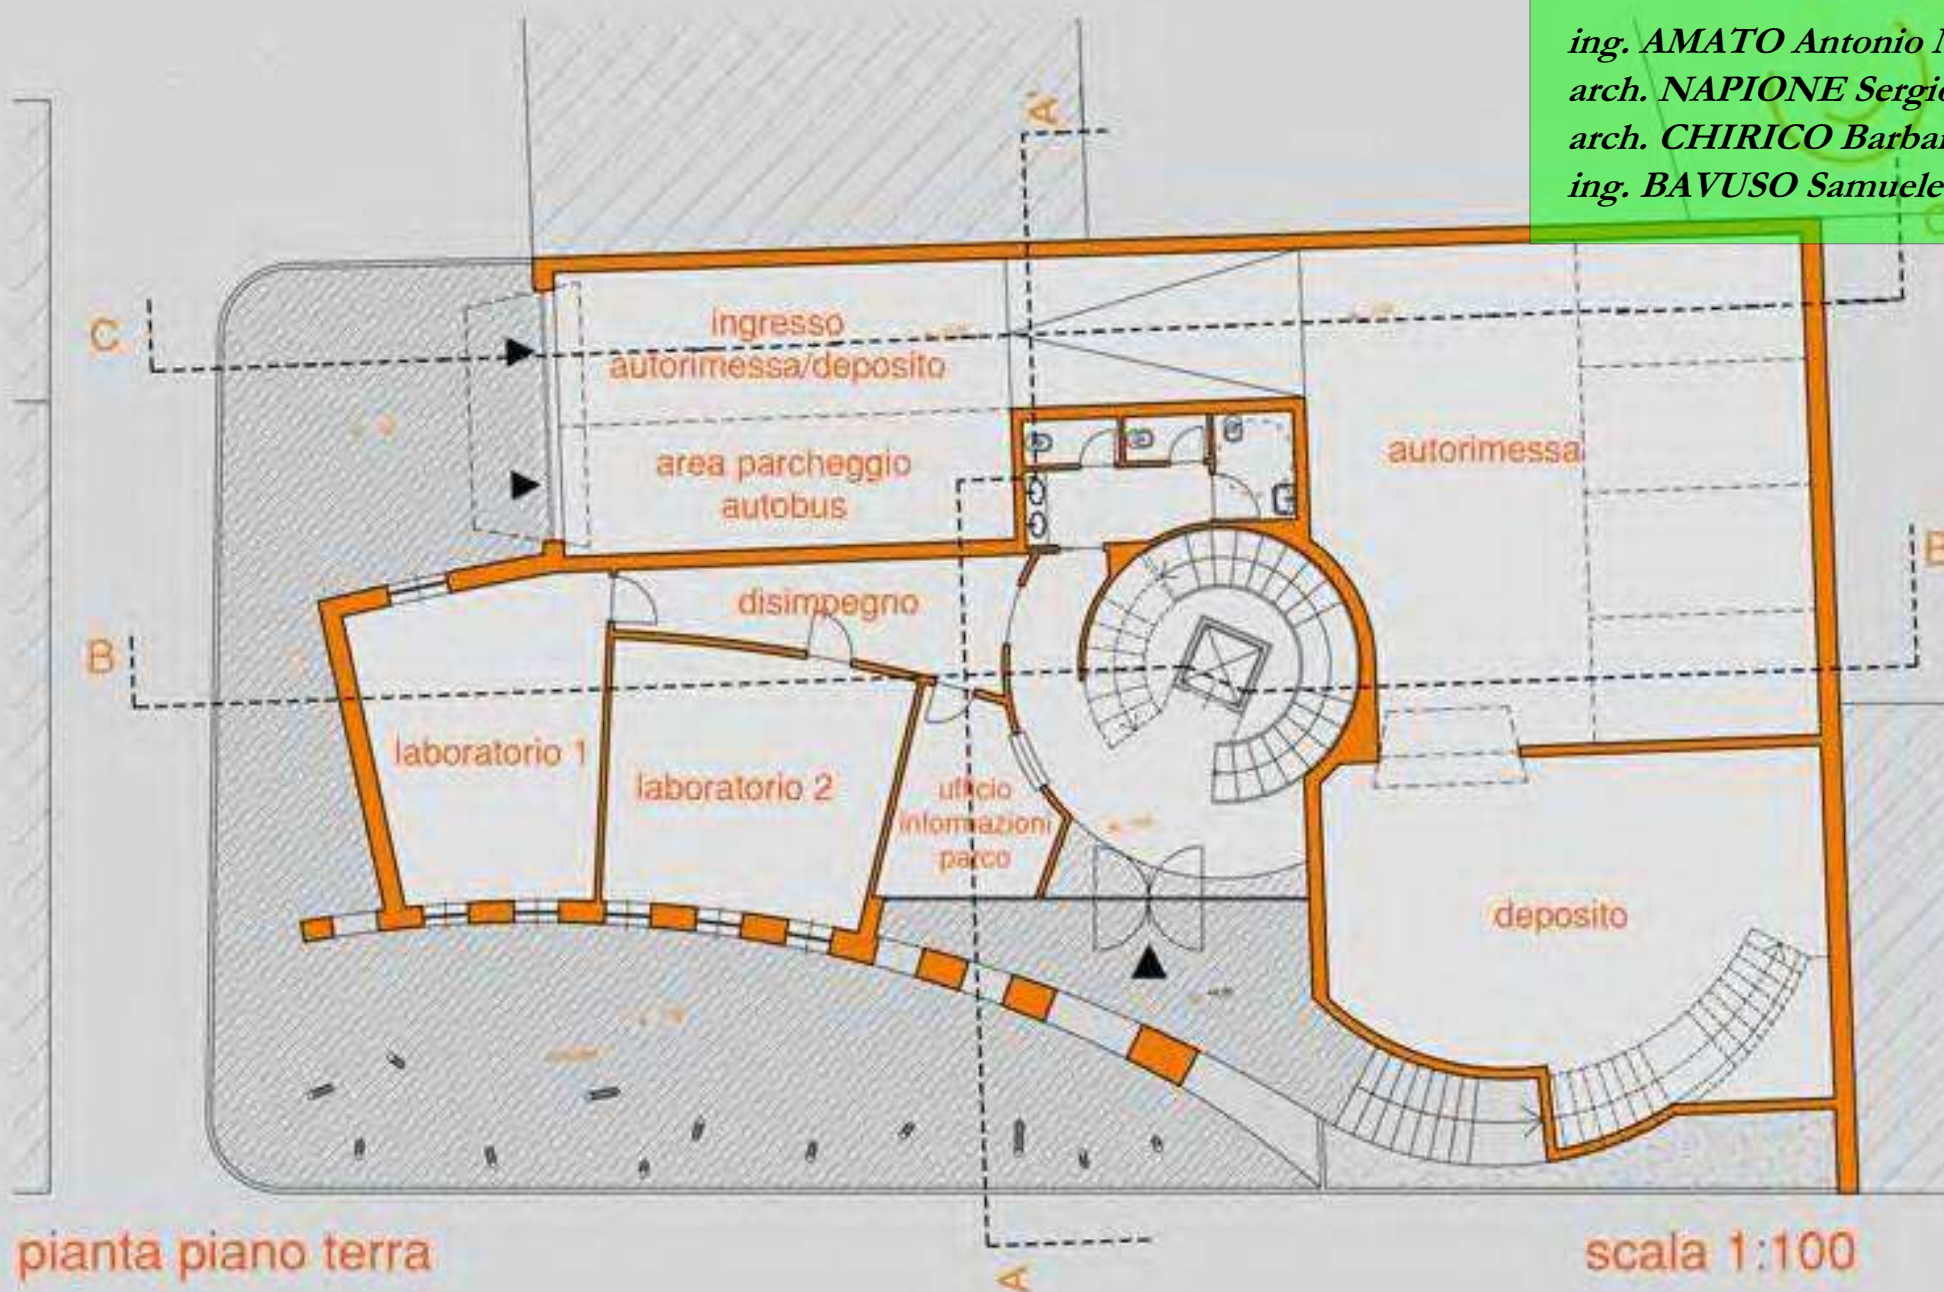 ing. AMATO Antonio
arch. NAPIONE Sergio
arch. CHIRICO
ing. BAVUSO Samuele
A'
C
ingresso
autorimessa/deposito
area parcheggio
autobus
autorimessa
disimpegno
B
B
laboratorio 1
laboratorio 2
ufficio
informazioni
parco
deposito
A
pianta piano terra
scala 1:100